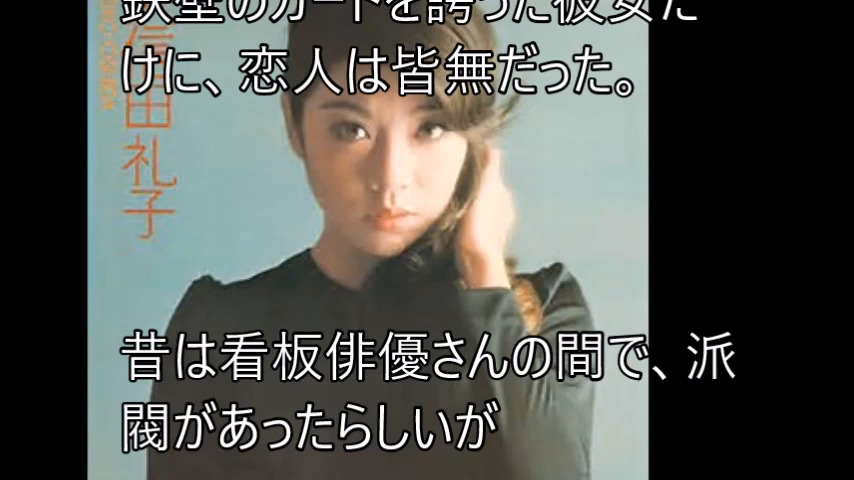 鉄壁のガードを誇った彼女だ
けに、恋人は皆無だった。
信田礼子
昔は看板俳優さんの間で、派
閥があったらしいが